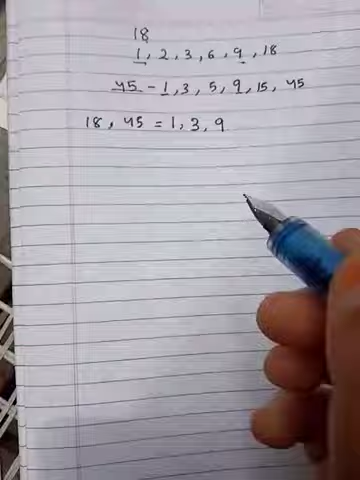 18
1, 2, 3, 6, 9, 18
45 - 1, 3, 5, 9, 15, 45
18, 45 = 1, 3, 9